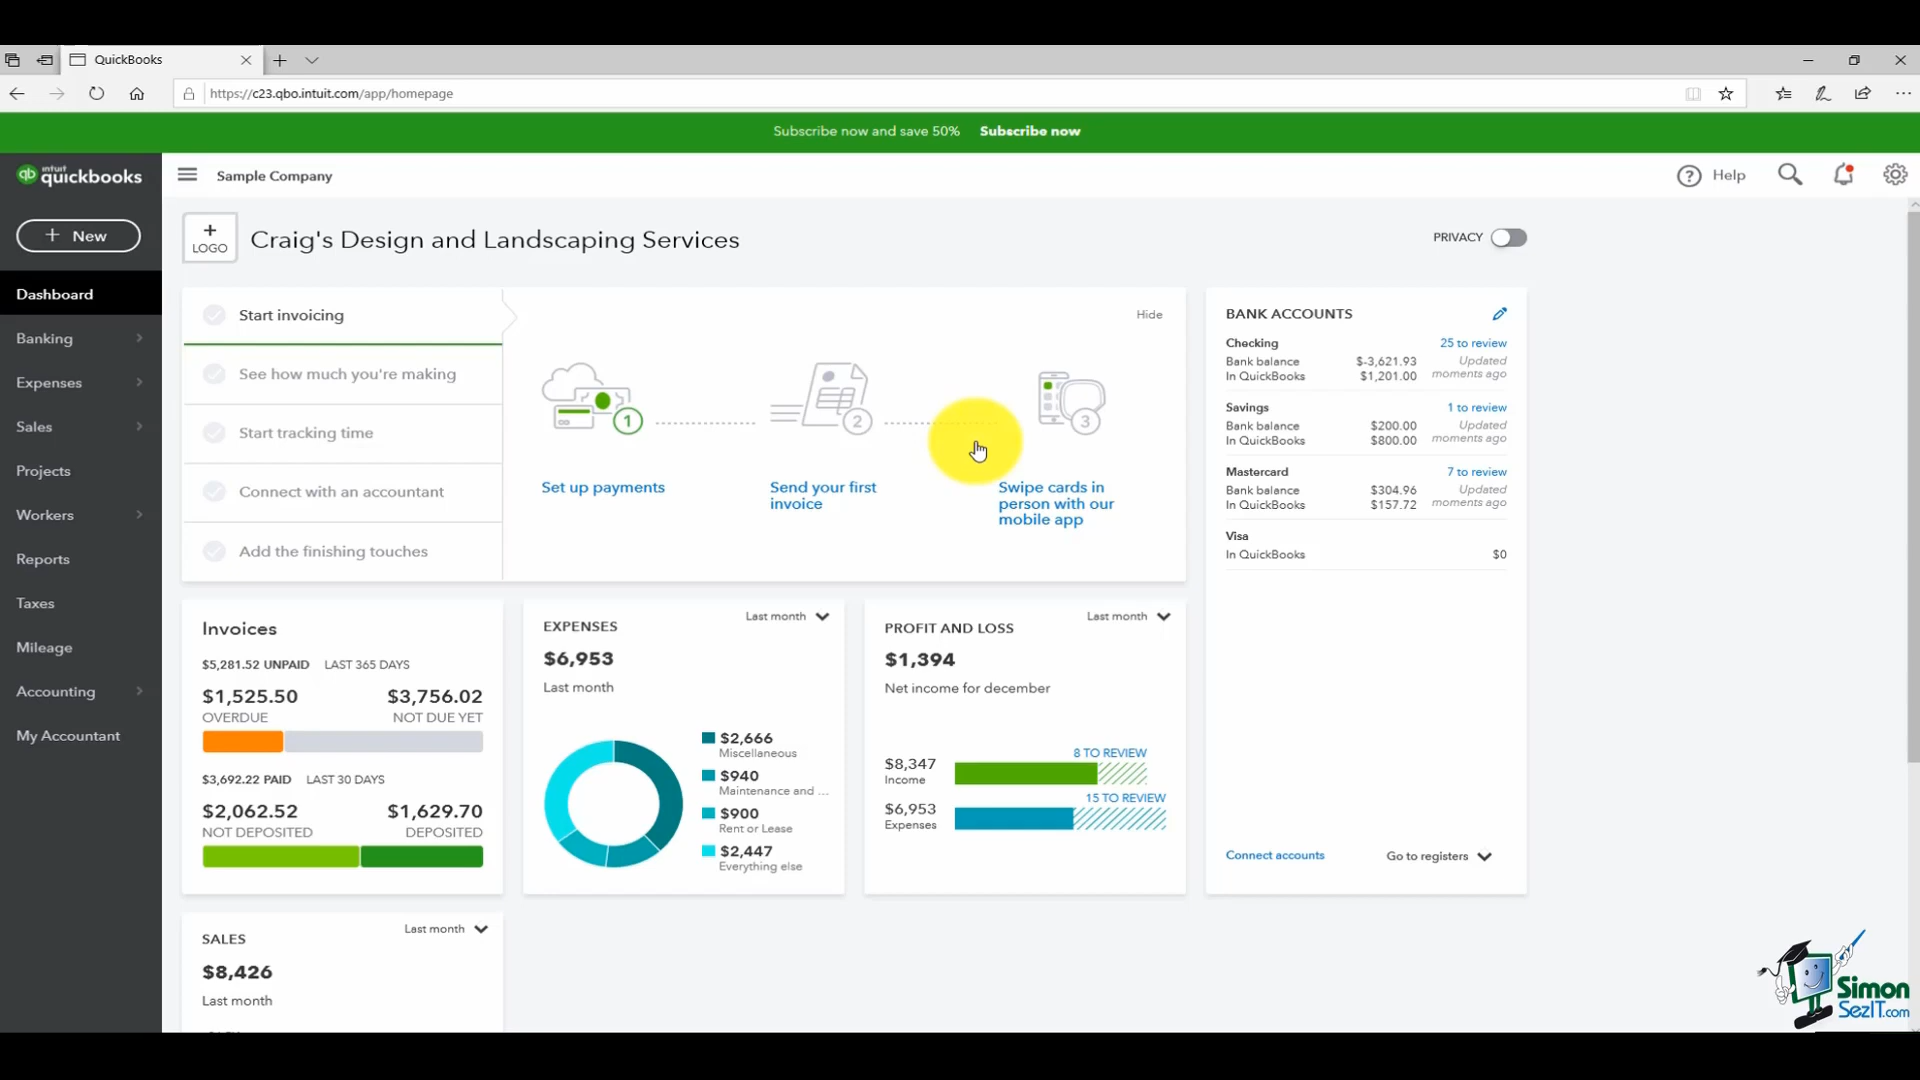 QuickBooks
https://c23.qbo.intuit.com/app/homepage
Subscribe now and save 50% Subscribe now
intuit
quickbooks
Sample Company
Help
+ New
Dashboard
Banking
Expenses
Sales
Projects
Workers
Reports
Taxes
Mileage
Accounting
My Accountant
+
LOGO
Craig's Design and Landscaping Services
PRIVACY
Start invoicing
See how much you're making
Start tracking time
Connect with an accountant
Add the finishing touches
Hide
1
2
3
Set up payments
Send your first
invoice
Swipe cards in
person with our
mobile app
BANK ACCOUNTS
Checking 25 to review
Bank balance $-3,621.93 Updated
In QuickBooks $1,201.00 moments ago
Savings 1 to review
Bank balance $200.00 Updated
In QuickBooks $800.00 moments ago
Mastercard 7 to review
Bank balance $304.96 Updated
In QuickBooks $157.72 moments ago
Visa
In QuickBooks $0
Connect accounts Go to registers
Invoices
$5,281.52 UNPAID LAST 365 DAYS
$1,525.50 $3,756.02
OVERDUE NOT DUE YET
$3,692.22 PAID LAST 30 DAYS
$2,062.52 $1,629.70
NOT DEPOSITED DEPOSITED
EXPENSES Last month
$6,953
Last month
$2,666
Miscellaneous
$940
Maintenance and ...
$900
Rent or Lease
$2,447
Everything else
PROFIT AND LOSS Last month
$1,394
Net income for december
8 TO REVIEW
$8,347
Income
15 TO REVIEW
$6,953
Expenses
SALES Last month
$8,426
Last month
Simon
SezIT.com